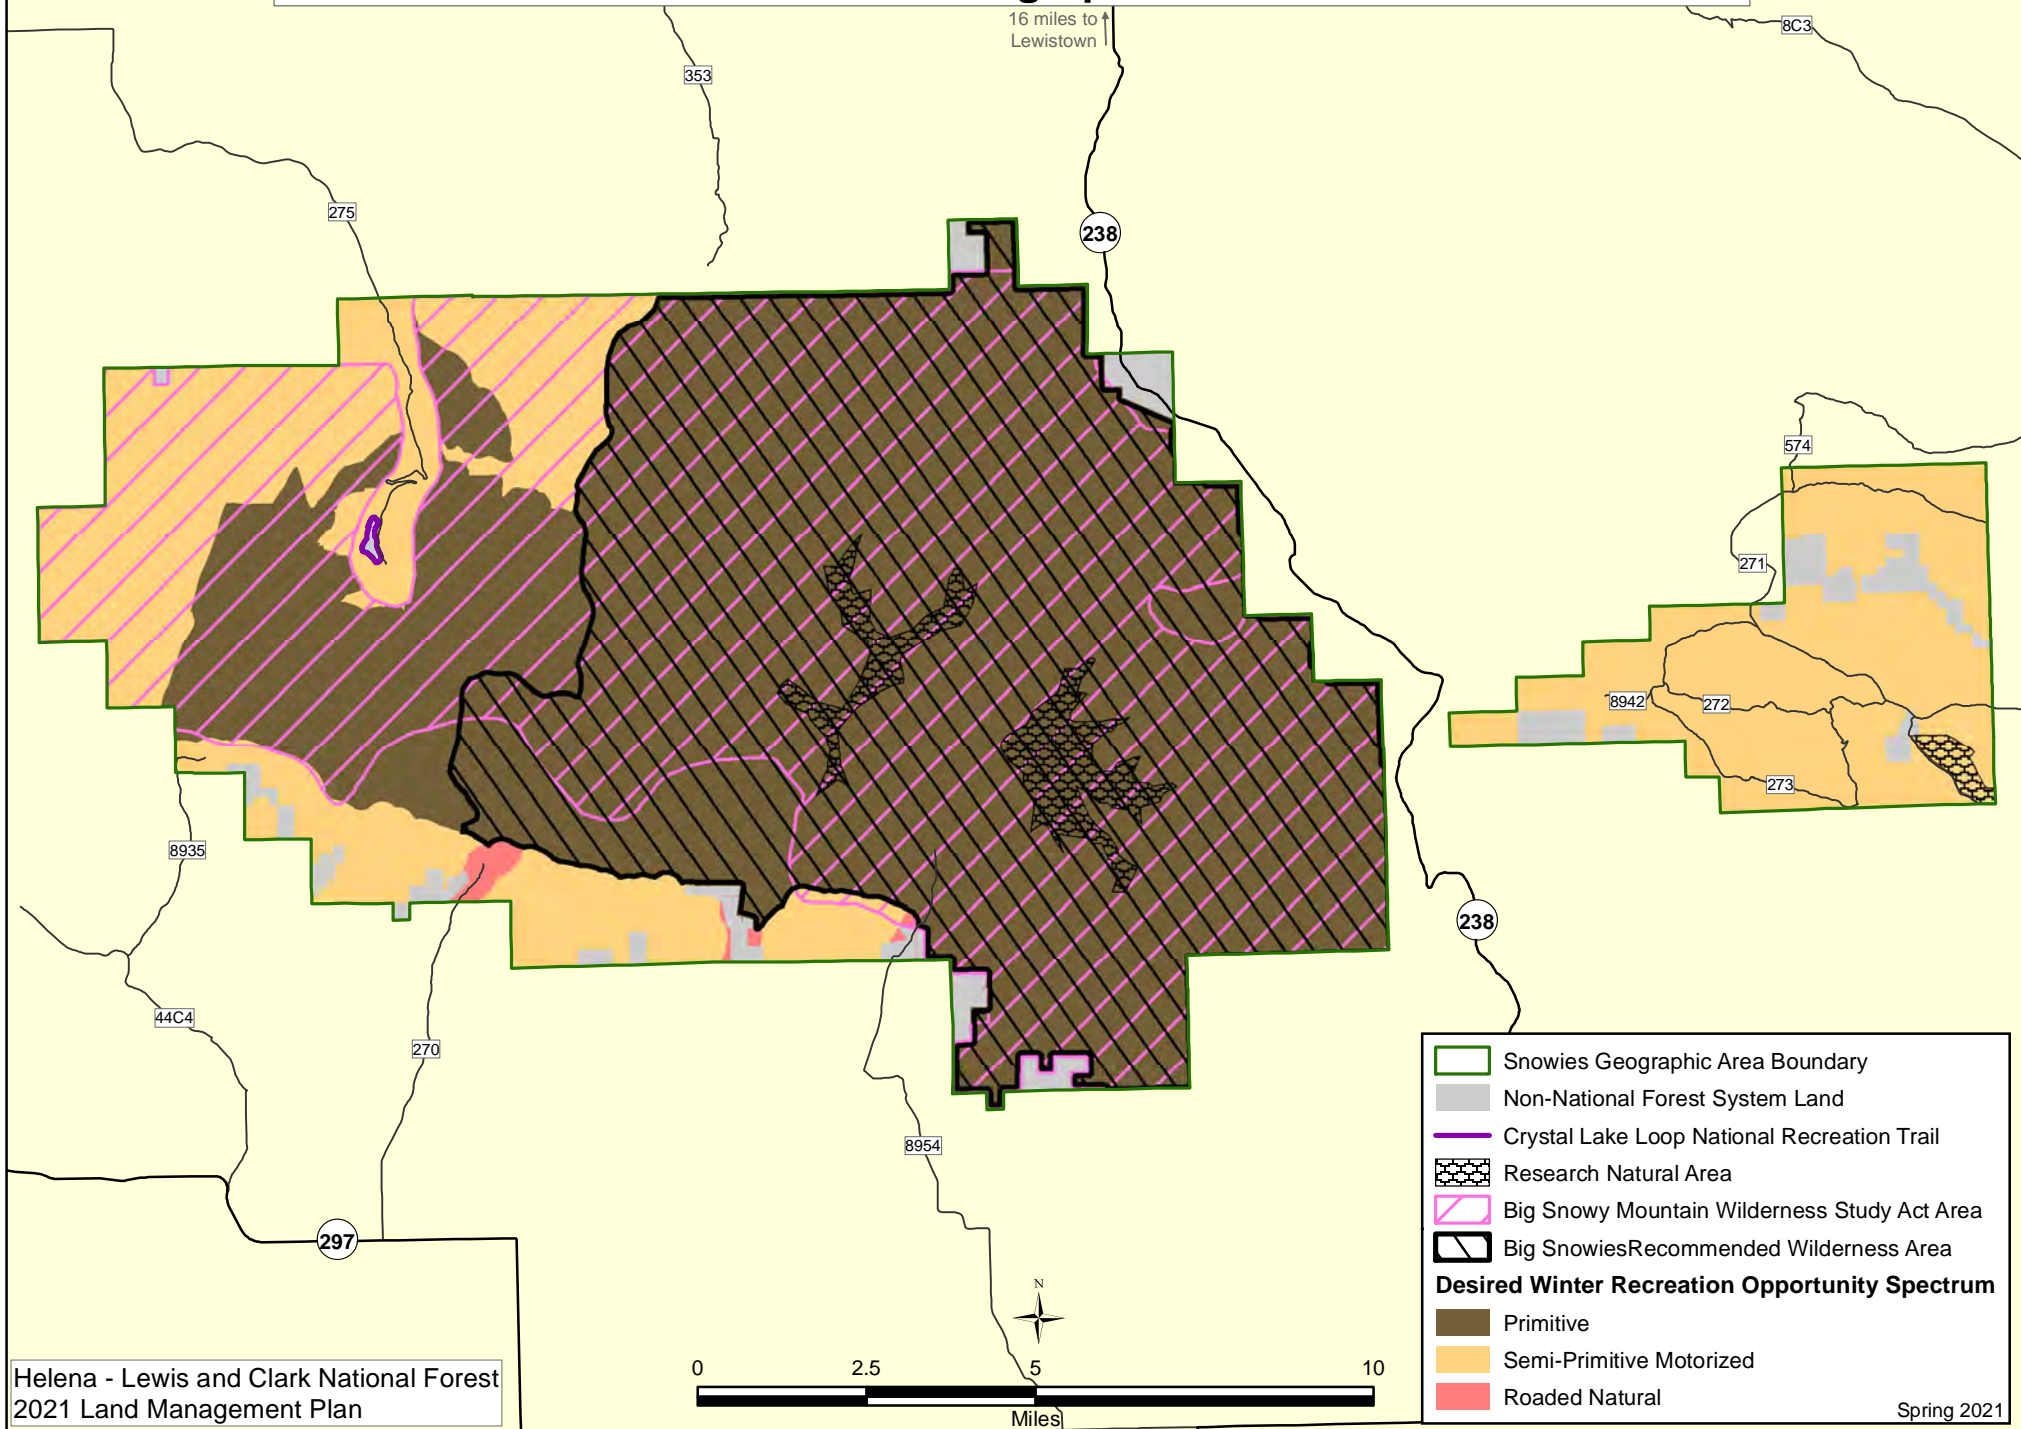 16 miles to
Lewistown
8C3
353
275
238
574
271
8942
272
273
8935
238
44C4
270
8954
297
N
0 2.5 5 10
Miles
Snowies Geographic Area Boundary
Non-National Forest System Land
Crystal Lake Loop National Recreation Trail
Research Natural Area
Big Snowy Mountain Wilderness Study Act Area
Big SnowiesRecommended Wilderness Area
Desired Winter Recreation Opportunity Spectrum
Primitive
Semi-Primitive Motorized
Roaded Natural
Spring 2021
Helena - Lewis and Clark National Forest
2021 Land Management Plan